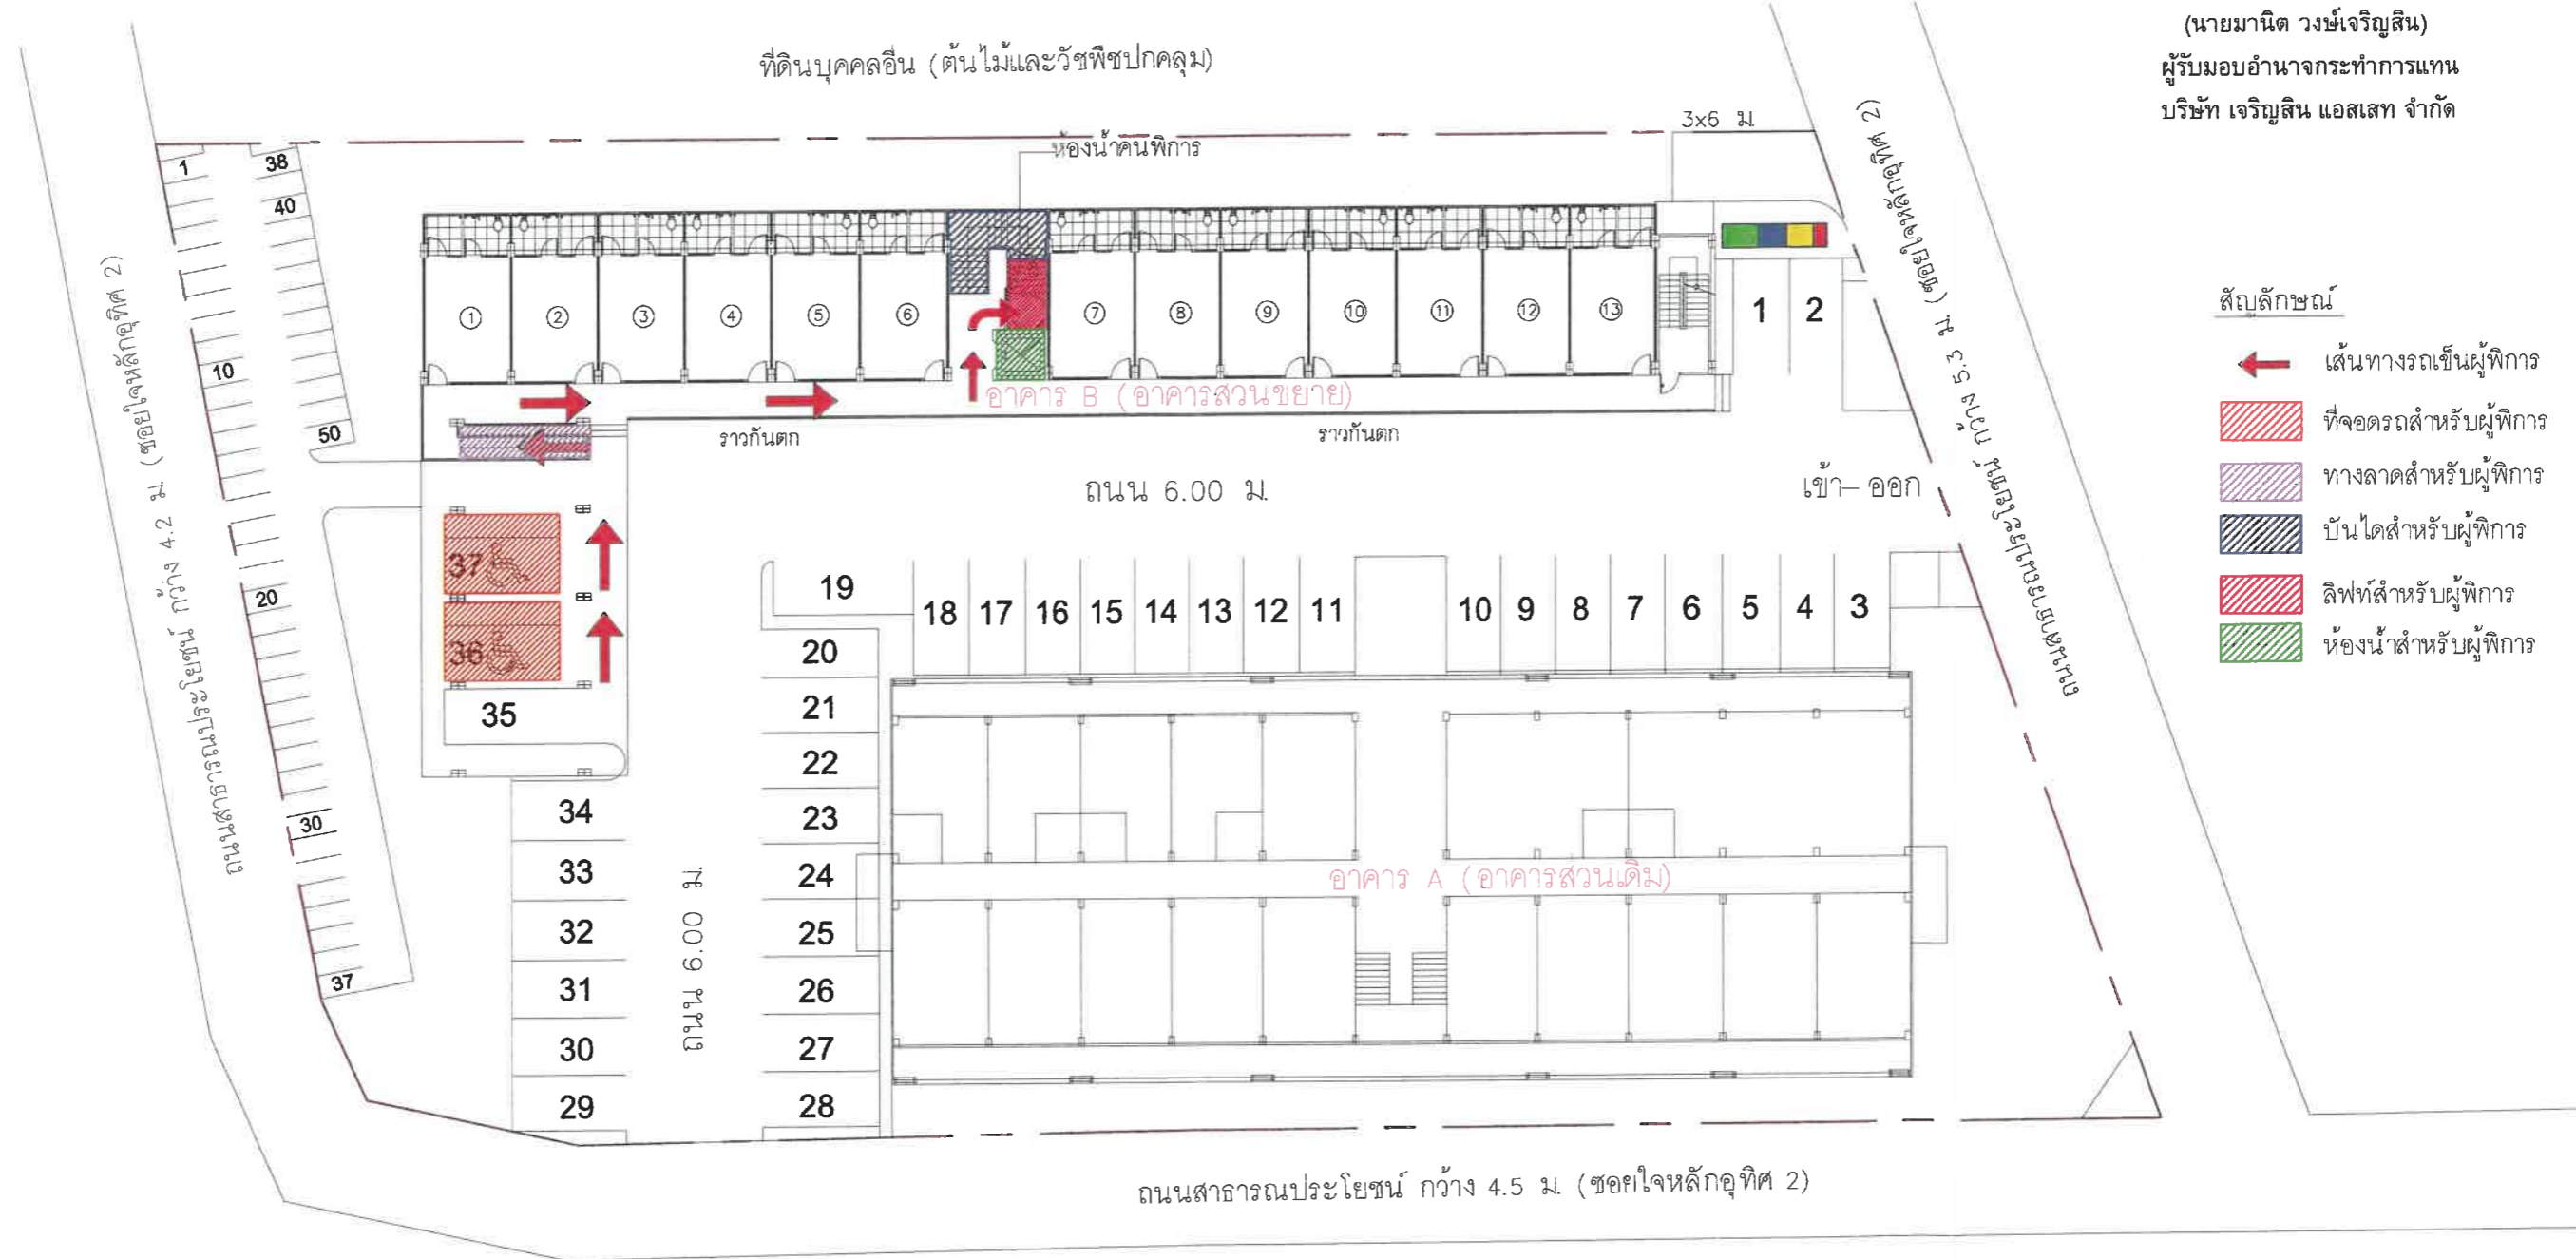 (นายมานิต วงษ์เจริญสิน)
ผู้รับมอบอำนาจกระทำการแทน
บริษัท เจริญสิน แอสเสท จำกัด
ที่ดินบุคคลอื่น (ต้นไม้และวัชพืชปกคลุม)
3x6 ม
ห้องน้ำคนพิการ
1
38
40
10
50
20
30
37
ถนนสาธารณประโยชน์ กว้าง 4.2 ม (ซอยใจหลักอุทิศ 2)
① ② ③ ④ ⑤ ⑥ ⑦ ⑧ ⑨ ⑩ ⑪ ⑫ ⑬
1 2
อาคาร B (อาคารส่วนขยาย)
ราวกันตก
ราวกันตก
ถนน 6.00 ม.
เข้า-ออก
ถนนสาธารณประโยชน์ กว้าง 5.3 ม. (ซอยใจหลักอุทิศ 2)
สัญลักษณ์
เส้นทางรถเข็นผู้พิการ
ที่จอดรถสำหรับผู้พิการ
ทางลาดสำหรับผู้พิการ
บันไดสำหรับผู้พิการ
ลิฟท์สำหรับผู้พิการ
ห้องน้ำสำหรับผู้พิการ
37
36
35
34
33
32
31
30
29
ถนน 6.00 ม.
19
18 17 16 15 14 13 12 11 10 9 8 7 6 5 4 3
20
21
22
23
24
25
26
27
28
อาคาร A (อาคารส่วนเดิม)
ถนนสาธารณประโยชน์ กว้าง 4.5 ม. (ซอยใจหลักอุทิศ 2)